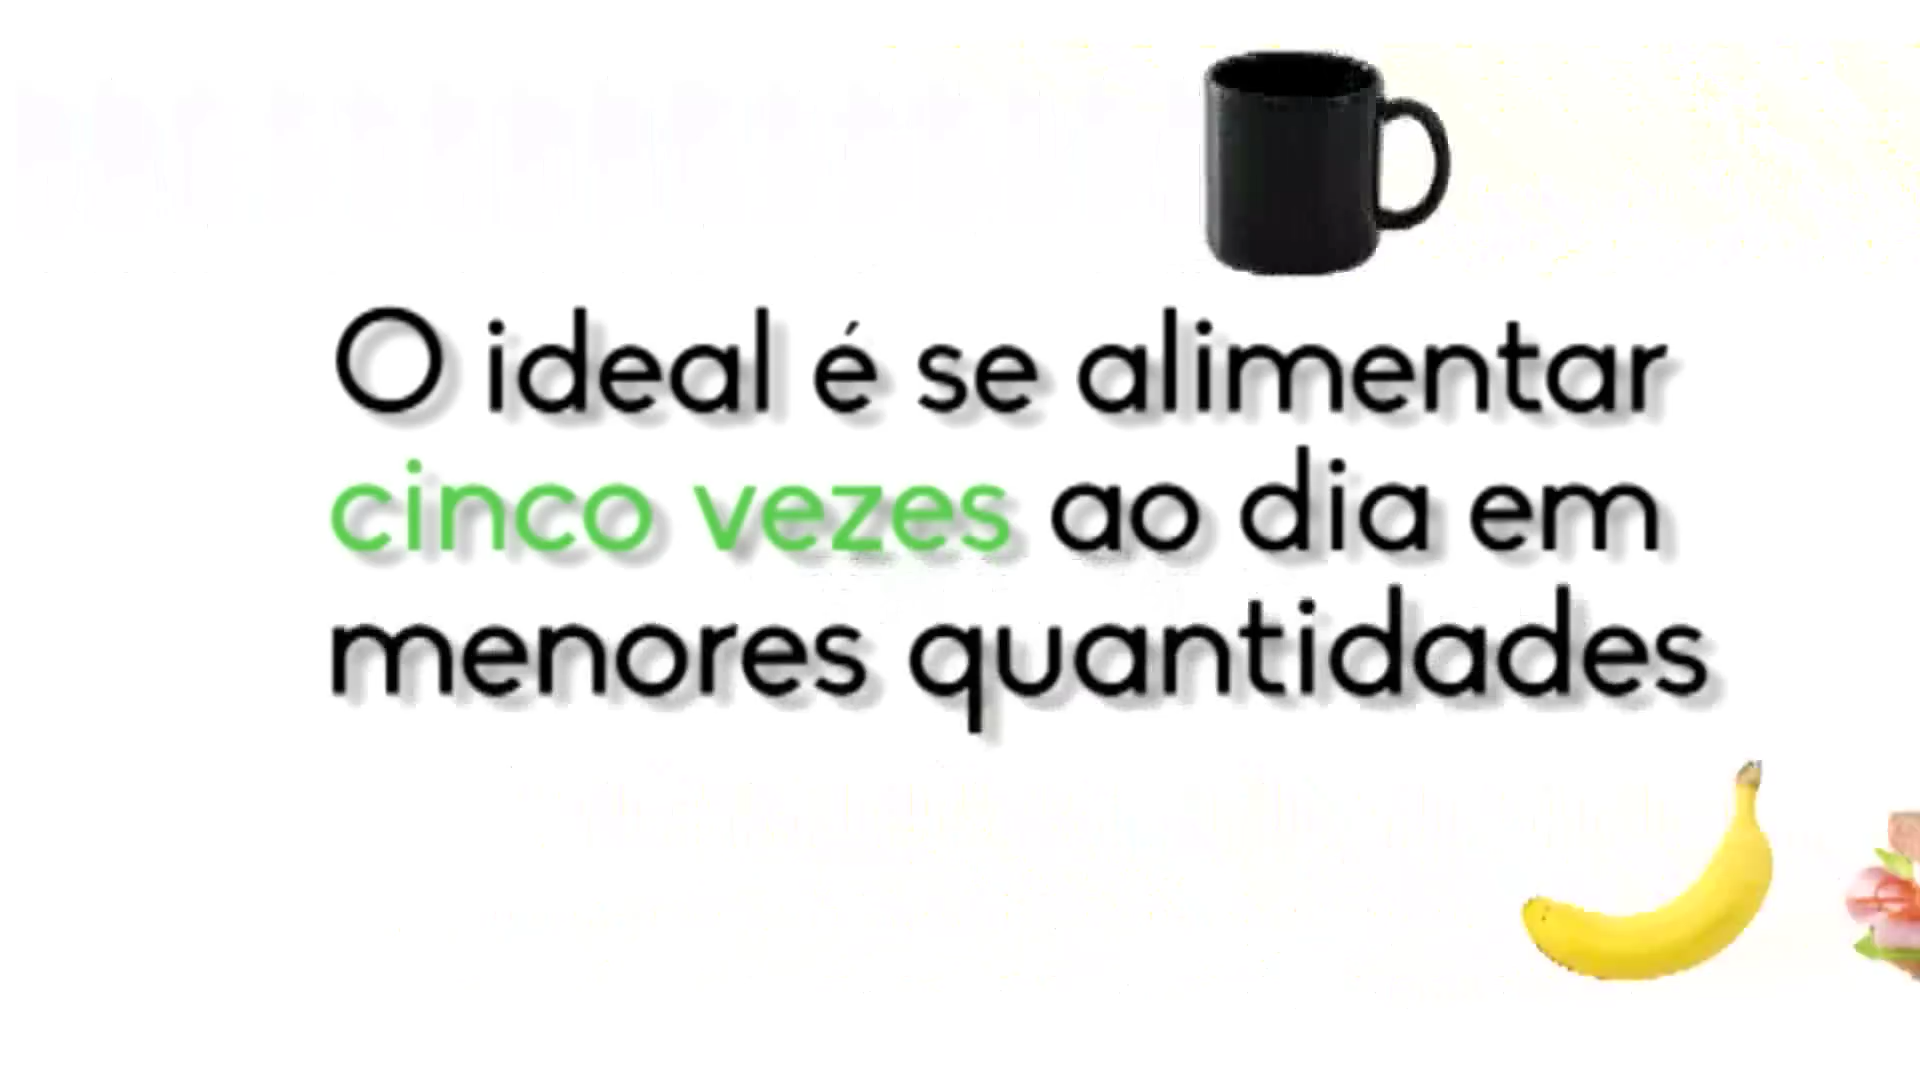 O ideal é se alimentar
cinco vezes ao dia em
menores quantidades